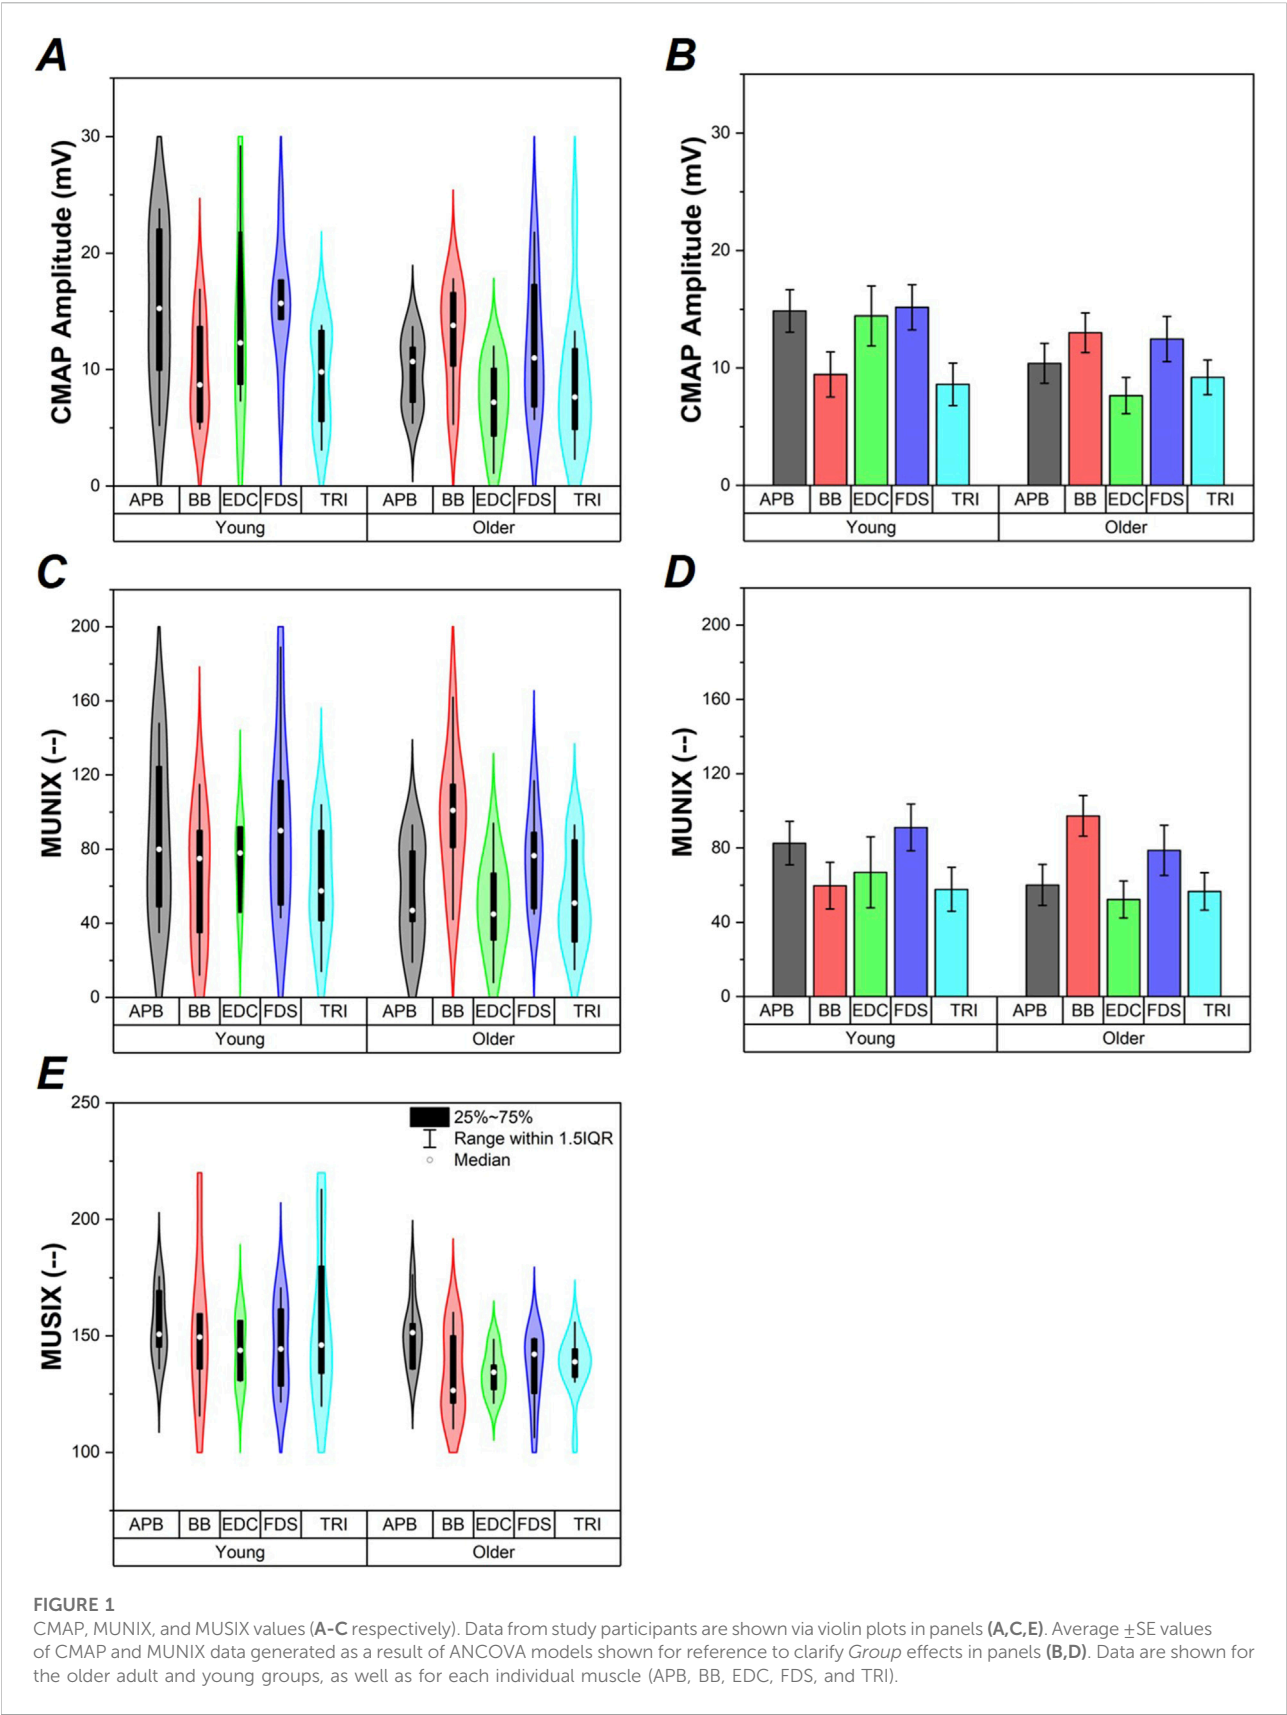 A
CMAP Amplitude (mV)
30
20
10
0
APB BB EDC FDS TRI APB BB EDC FDS TRI
Young Older
B
CMAP Amplitude (mV)
30
20
10
0
APB BB EDC FDS TRI APB BB EDC FDS TRI
Young Older
C
MUNIX (--)
200
160
120
80
40
0
APB BB EDC FDS TRI APB BB EDC FDS TRI
Young Older
D
MUNIX (--)
200
160
120
80
40
0
APB BB EDC FDS TRI APB BB EDC FDS TRI
Young Older
E
MUSIX (--)
250
200
150
100
25%~75%
Range within 1.5IQR
Median
APB BB EDC FDS TRI APB BB EDC FDS TRI
Young Older
FIGURE 1
CMAP, MUNIX, and MUSIX values (A-C respectively). Data from study participants are shown via violin plots in panels (A,C,E). Average ±SE values
of CMAP and MUNIX data generated as a result of ANCOVA models shown for reference to clarify Group effects in panels (B,D). Data are shown for
the older adult and young groups, as well as for each individual muscle (APB, BB, EDC, FDS, and TRI).